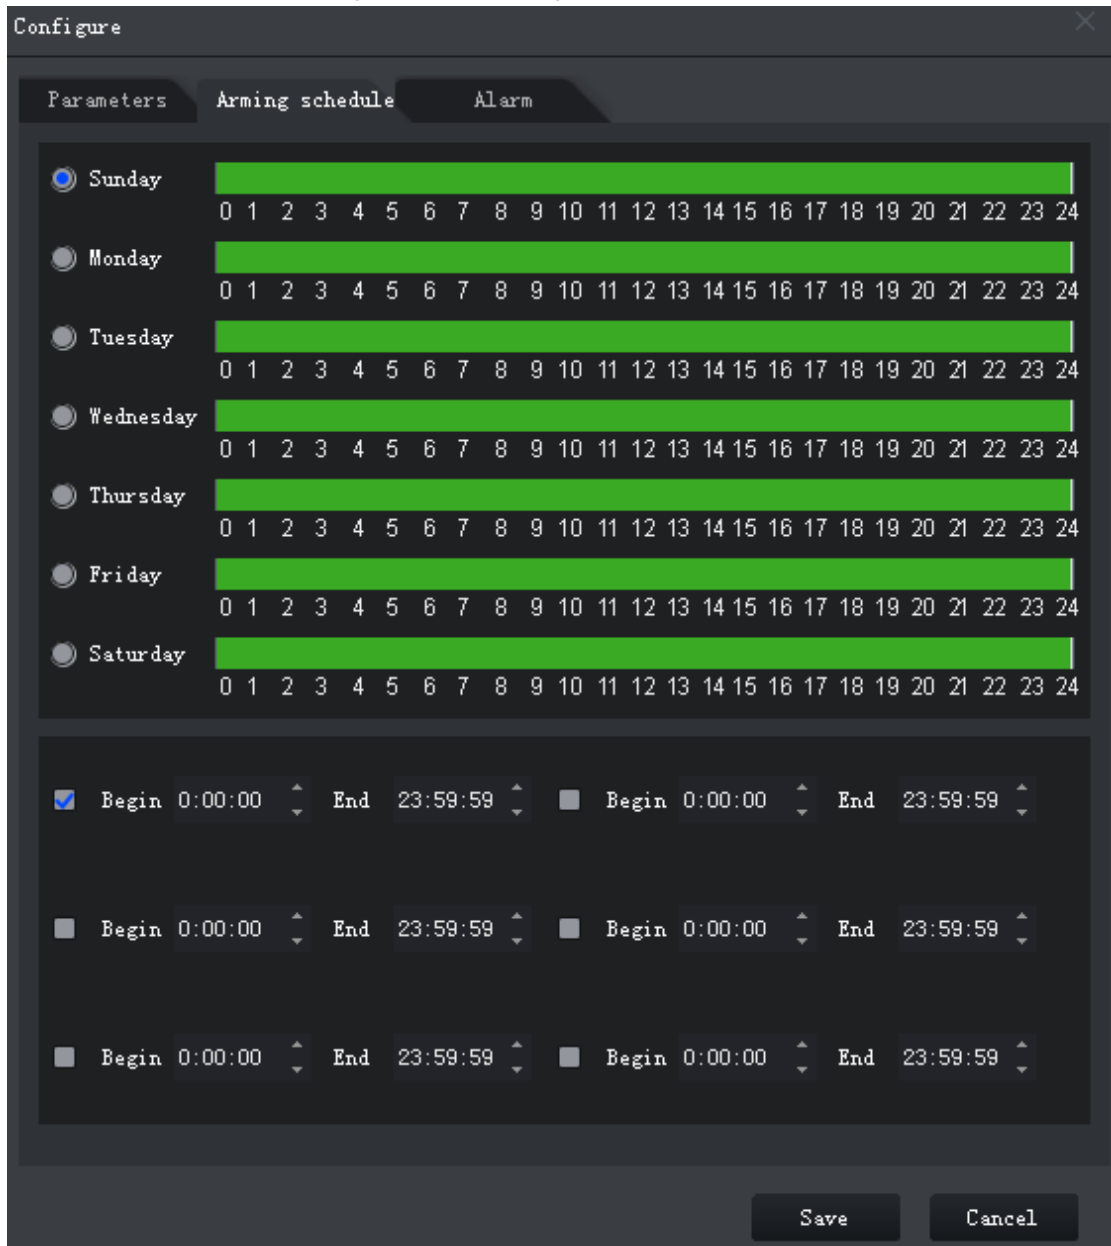 Configure
Parameters Arming schedule Alarm
Sunday
0 1 2 3 4 5 6 7 8 9 10 11 12 13 14 15 16 17 18 19 20 21 22 23 24
Monday
0 1 2 3 4 5 6 7 8 9 10 11 12 13 14 15 16 17 18 19 20 21 22 23 24
Tuesday
0 1 2 3 4 5 6 7 8 9 10 11 12 13 14 15 16 17 18 19 20 21 22 23 24
Wednesday
0 1 2 3 4 5 6 7 8 9 10 11 12 13 14 15 16 17 18 19 20 21 22 23 24
Thursday
0 1 2 3 4 5 6 7 8 9 10 11 12 13 14 15 16 17 18 19 20 21 22 23 24
Friday
0 1 2 3 4 5 6 7 8 9 10 11 12 13 14 15 16 17 18 19 20 21 22 23 24
Saturday
0 1 2 3 4 5 6 7 8 9 10 11 12 13 14 15 16 17 18 19 20 21 22 23 24
Begin 0:00:00 End 23:59:59 Begin 0:00:00 End 23:59:59
Begin 0:00:00 End 23:59:59 Begin 0:00:00 End 23:59:59
Begin 0:00:00 End 23:59:59 Begin 0:00:00 End 23:59:59
Save Cancel